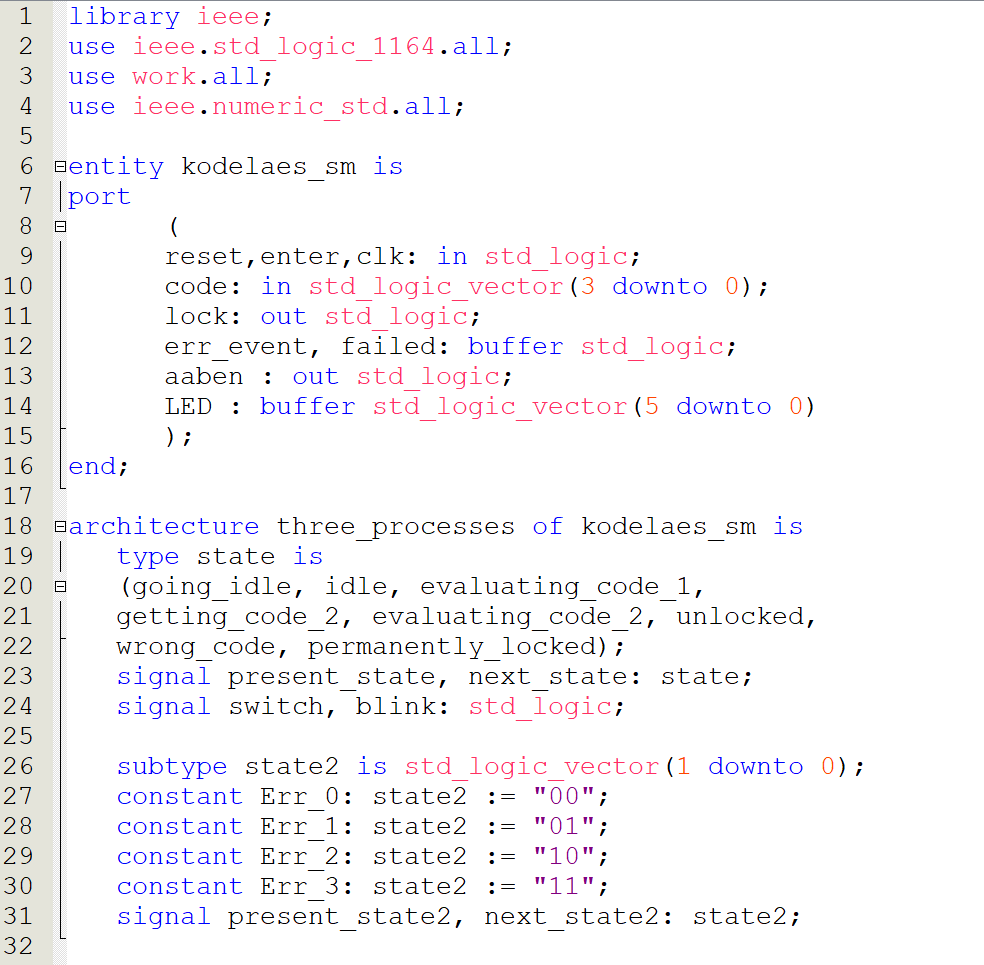 1 library ieee;
2 use ieee.std_logic_1164.all;
3 use work.all;
4 use ieee.numeric_std.all;
5
6 entity kodelaes_sm is
7 port
8 (
9 reset,enter,clk: in std_logic;
10 code: in std_logic_vector(3 downto 0);
11 lock: out std_logic;
12 err_event, failed: buffer std_logic;
13 aaben : out std_logic;
14 LED : buffer std_logic_vector(5 downto 0)
15 );
16 end;
17
18 architecture three_processes of kodelaes_sm is
19 type state is
20 (going_idle, idle, evaluating_code_1,
21 getting_code_2, evaluating_code_2, unlocked,
22 wrong_code, permanently_locked);
23 signal present_state, next_state: state;
24 signal switch, blink: std_logic;
25
26 subtype state2 is std_logic_vector(1 downto 0);
27 constant Err_0: state2 := "00";
28 constant Err_1: state2 := "01";
29 constant Err_2: state2 := "10";
30 constant Err_3: state2 := "11";
31 signal present_state2, next_state2: state2;
32